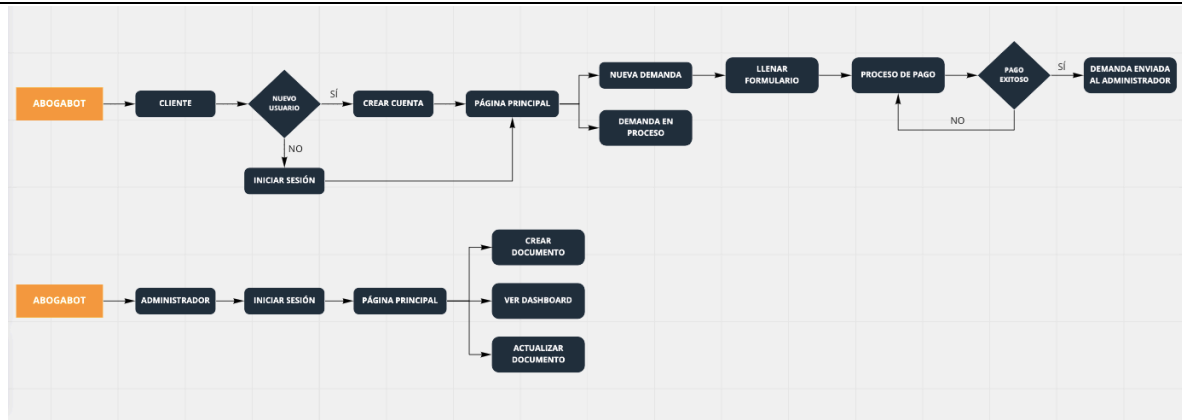 ABOGABOT
CLIENTE
NUEVO
USUARIO
SÍ
NO
CREAR CUENTA
INICIAR SESIÓN
PÁGINA PRINCIPAL
NUEVA DEMANDA
DEMANDA EN
PROCESO
LLENAR
FORMULARIO
PROCESO DE PAGO
PAGO
EXITOSO
SÍ
NO
DEMANDA ENVIADA
AL ADMINISTRADOR
ABOGABOT
ADMINISTRADOR
INICIAR SESIÓN
PÁGINA PRINCIPAL
CREAR
DOCUMENTO
VER DASHBOARD
ACTUALIZAR
DOCUMENTO